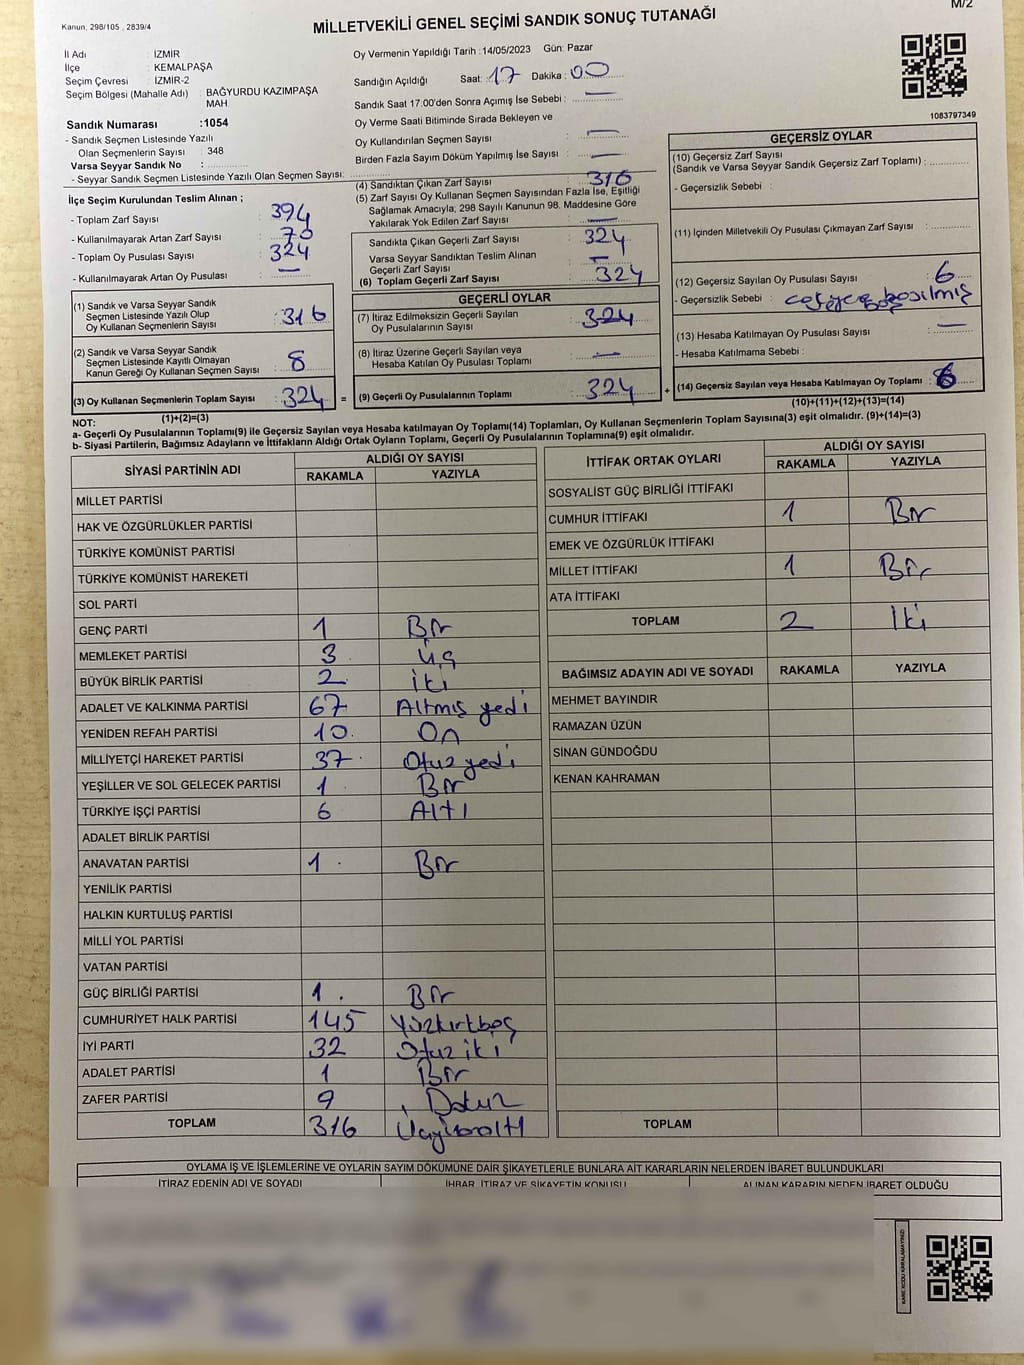 M/2
Kanun, 298/105 , 2839/4
MİLLETVEKİLİ GENEL SEÇİMİ SANDIK SONUÇ TUTANAĞI
İl Adı : İZMİR
İlçe : KEMALPAŞA
Seçim Çevresi : İZMİR-2
Seçim Bölgesi (Mahalle Adı) : BAĞYURDU KAZIMPAŞA
MAH.
Sandık Numarası :1054
- Sandık Seçmen Listesinde Yazılı
Olan Seçmenlerin Sayısı : 348
Varsa Seyyar Sandık No :
- Seyyar Sandık Seçmen Listesinde Yazılı Olan Seçmen Sayısı:
Oy Vermenin Yapıldığı Tarih :14/05/2023 Gün: Pazar
Sandığın Açıldığı Saat: 17 Dakika : 00
Sandık Saat 17:00'den Sonra Açımış İse Sebebi : —
Oy Verme Saati Bitiminde Sırada Bekleyen ve
Oy Kullandırılan Seçmen Sayısı : —
Birden Fazla Sayım Döküm Yapılmış İse Sayısı : —
1083797349
İlçe Seçim Kurulundan Teslim Alınan ;
- Toplam Zarf Sayısı : 394
- Kullanılmayarak Artan Zarf Sayısı : 70
- Toplam Oy Pusulası Sayısı : 324
- Kullanılmayarak Artan Oy Pusulası : —
(1) Sandık ve Varsa Seyyar Sandık
Seçmen Listesinde Yazılı Olup
Oy Kullanan Seçmenlerin Sayısı : 316
(2) Sandık ve Varsa Seyyar Sandık
Seçmen Listesinde Kayıtlı Olmayan
Kanun Gereği Oy Kullanan Seçmen Sayısı : 8
(3) Oy Kullanan Seçmenlerin Toplam Sayısı : 324 =
(1)+(2)=(3)
(4) Sandıktan Çıkan Zarf Sayısı : 316
(5) Zarf Sayısı Oy Kullanan Seçmen Sayısından Fazla İse, Eşitliği
Sağlamak Amacıyla, 298 Sayılı Kanunun 98. Maddesine Göre
Yakılarak Yok Edilen Zarf Sayısı : —
Sandıkta Çıkan Geçerli Zarf Sayısı : 324
Varsa Seyyar Sandıktan Teslim Alınan
Geçerli Zarf Sayısı : —
(6) Toplam Geçerli Zarf Sayısı : 324
GEÇERLİ OYLAR
(7) İtiraz Edilmeksizin Geçerli Sayılan
Oy Pusulalarının Sayısı : 324
(8) İtiraz Üzerine Geçerli Sayılan veya
Hesaba Katılan Oy Pusulası Toplamı : —
(9) Geçerli Oy Pusulalarının Toplamı : 324 +
GEÇERSİZ OYLAR
(10) Geçersiz Zarf Sayısı
(Sandık ve Varsa Seyyar Sandık Geçersiz Zarf Toplamı) :
- Geçersizlik Sebebi :
(11) İçinden Milletvekili Oy Pusulası Çıkmayan Zarf Sayısı :
(12) Geçersiz Sayılan Oy Pusulası Sayısı : 6
- Geçersizlik Sebebi : basılmış
boş
(13) Hesaba Katılmayan Oy Pusulası Sayısı : —
- Hesaba Katılmama Sebebi :
(14) Geçersiz Sayılan veya Hesaba Katılmayan Oy Toplamı : 6
(10)+(11)+(12)+(13)=(14)
NOT:
a- Geçerli Oy Pusulalarının Toplamı(9) ile Geçersiz Sayılan veya Hesaba katılmayan Oy Toplamı(14) Toplamları, Oy Kullanan Seçmenlerin Toplam Sayısına(3) eşit olmalıdır. (9)+(14)=(3)
b- Siyasi Partilerin, Bağımsız Adayların ve İttifakların Aldığı Ortak Oyların Toplamı, Geçerli Oy Pusulalarının Toplamına(9) eşit olmalıdır.
SİYASİ PARTİNİN ADI ALDIĞI OY SAYISI
RAKAMLA YAZIYLA
MİLLET PARTİSİ
HAK VE ÖZGÜRLÜKLER PARTİSİ
TÜRKİYE KOMÜNİST PARTİSİ
TÜRKİYE KOMÜNİST HAREKETİ
SOL PARTİ
GENÇ PARTİ 1 Bir
MEMLEKET PARTİSİ 3 Üç
BÜYÜK BİRLİK PARTİSİ 2 iki
ADALET VE KALKINMA PARTİSİ 67 Altmış yedi
YENİDEN REFAH PARTİSİ 10 On
MİLLİYETÇİ HAREKET PARTİSİ 37 Otuz yedi
YEŞİLLER VE SOL GELECEK PARTİSİ 1 Bir
TÜRKİYE İŞÇİ PARTİSİ 6 Altı
ADALET BİRLİK PARTİSİ
ANAVATAN PARTİSİ 1 Bir
YENİLİK PARTİSİ
HALKIN KURTULUŞ PARTİSİ
MİLLİ YOL PARTİSİ
VATAN PARTİSİ
GÜÇ BİRLİĞİ PARTİSİ 1 Bir
CUMHURİYET HALK PARTİSİ 145 Yüzkırkbeş
İYİ PARTİ 32 Otuz iki
ADALET PARTİSİ 1 Bir
ZAFER PARTİSİ 9 Dokuz
TOPLAM 316 Üçyüzonaltı
İTTİFAK ORTAK OYLARI ALDIĞI OY SAYISI
RAKAMLA YAZIYLA
SOSYALİST GÜÇ BİRLİĞİ İTTİFAKI
CUMHUR İTTİFAKI 1 Bir
EMEK VE ÖZGÜRLÜK İTTİFAKI
MİLLET İTTİFAKI 1 Bir
ATA İTTİFAKI
TOPLAM 2 İki
BAĞIMSIZ ADAYIN ADI VE SOYADI RAKAMLA YAZIYLA
MEHMET BAYINDIR
RAMAZAN ÜZÜN
SİNAN GÜNDOĞDU
KENAN KAHRAMAN
TOPLAM
OYLAMA İŞ VE İŞLEMLERİNE VE OYLARIN SAYIM DÖKÜMÜNE DAİR ŞİKAYETLERLE BUNLARA AİT KARARLARIN NELERDEN İBARET BULUNDUKLARI
İTİRAZ EDENİN ADI VE SOYADI İHBAR, İTİRAZ VE ŞİKAYETİN KONUSU ALINAN KARARIN NEDEN İBARET OLDUĞU
KARE KODU KARALAMAYINIZ!